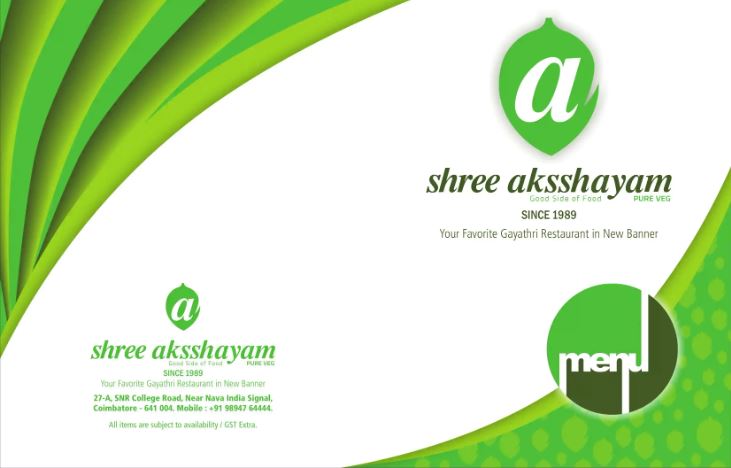 a
shree aksshayam
Good Side of Food PURE VEG
SINCE 1989
Your Favorite Gayathri Restaurant in New Banner
menu
a
shree aksshayam
Good Side of Food PURE VEG
SINCE 1989
Your Favorite Gayathri Restaurant in New Banner
27-A, SNR College Road, Near Nava India Signal,
Coimbatore - 641 004. Mobile : +91 98947 64444.
All items are subject to availability / GST Extra.